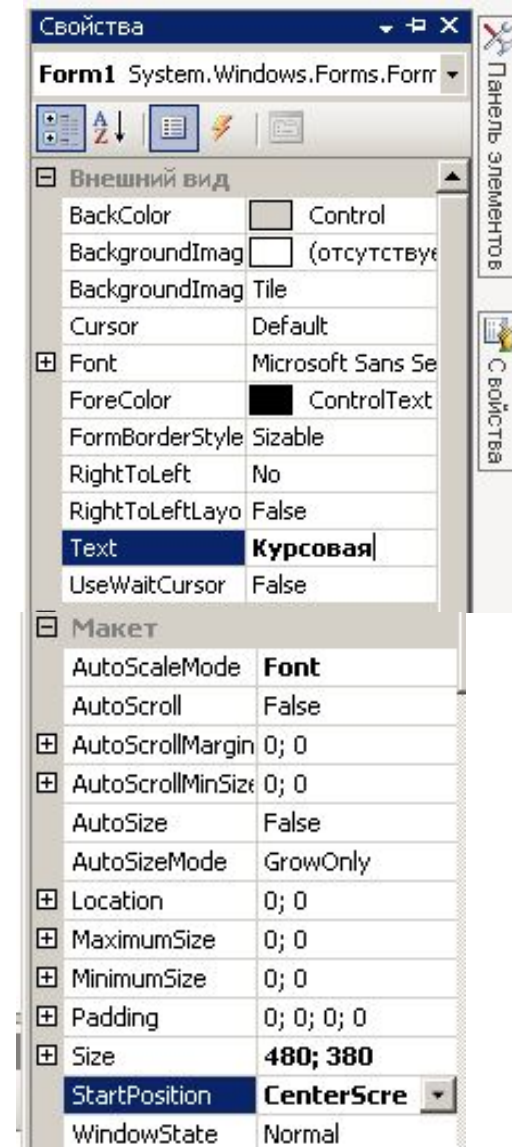 Свойства
Form1 System.Windows.Forms.Form
Внешний вид
BackColor Control
BackgroundImag (отсутствуе
BackgroundImag Tile
Cursor Default
Font Microsoft Sans Se
ForeColor ControlText
FormBorderStyle Sizable
RightToLeft No
RightToLeftLayo False
Text Курсовая
UseWaitCursor False
Макет
AutoScaleMode Font
AutoScroll False
AutoScrollMargin 0; 0
AutoScrollMinSize 0; 0
AutoSize False
AutoSizeMode GrowOnly
Location 0; 0
MaximumSize 0; 0
MinimumSize 0; 0
Padding 0; 0; 0; 0
Size 480; 380
StartPosition CenterScre
WindowState Normal
Панель элементов
Свойства